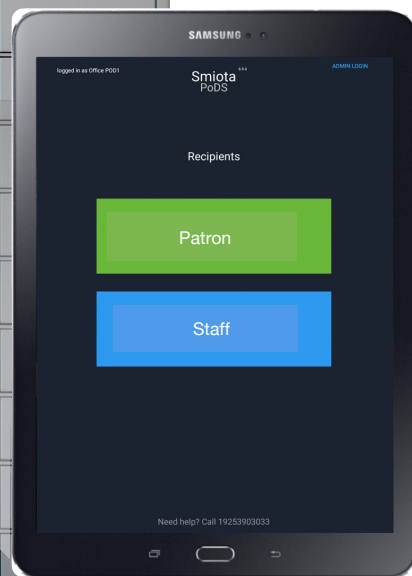 SAMSUNG
logged in as Office POD1
ADMIN LOGIN
Smiota
PoDS
Recipients
Patron
Staff
Need help? Call 19253903033